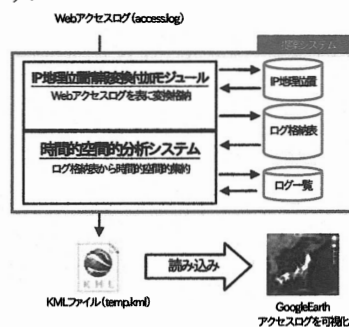 Webアクセスログ(access.log)
提案システム
IP地理位置情報変換付加モジュール
Webアクセスログを表に変換格納
IP地理位置
ログ格納表
時間的空間的分析システム
ログ格納表から時間的空間的集約
ログ一覧
KML
読み込み
KMLファイル(temp.kml)
GoogleEarth
アクセスログを可視化